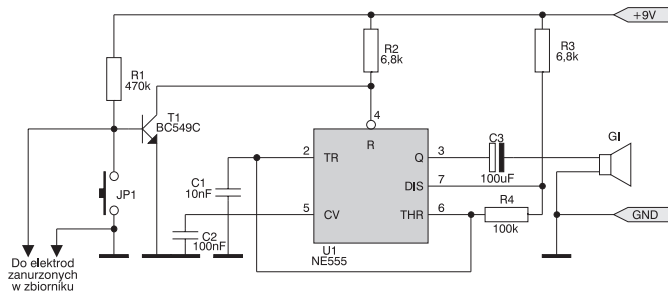 +9V
R1
470k
R2
6,8k
R3
6,8k
T1
BC549C
4
R
2
TR
Q
3
C3
100uF
GI
DIS
7
C1
10nF
5
CV
THR
6
R4
100k
GND
JP1
C2
100nF
U1
NE555
Do elektrod
zanurzonych
w zbiorniku